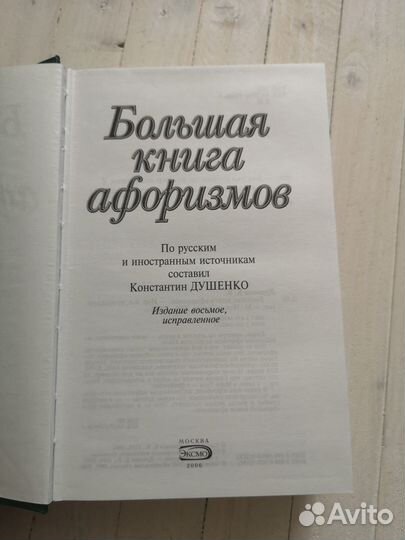 Большая
книга
афоризмов
По русским
и иностранным источникам
составил
Константин ДУШЕНКО
Издание восьмое,
исправленное
МОСКВА
ЭКСМО
2006
Avito